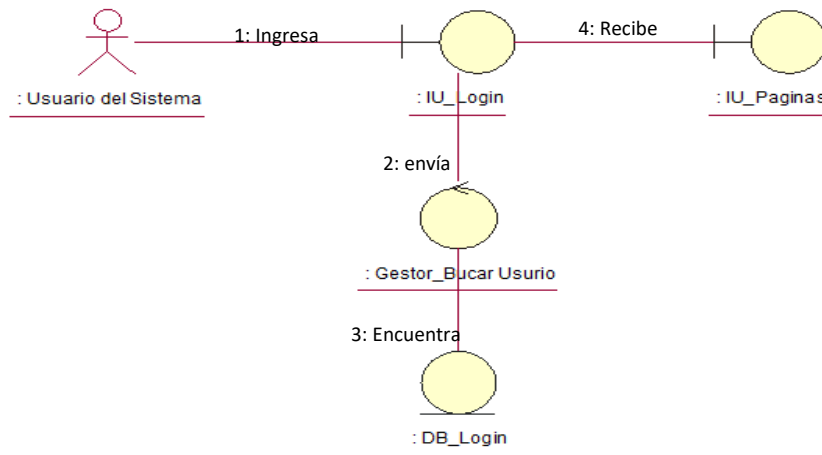 1: Ingresa
4: Recibe
: Usuario del Sistema
: IU_Login
: IU_Paginas
2: envía
: Gestor_Bucar Usurio
3: Encuentra
: DB_Login